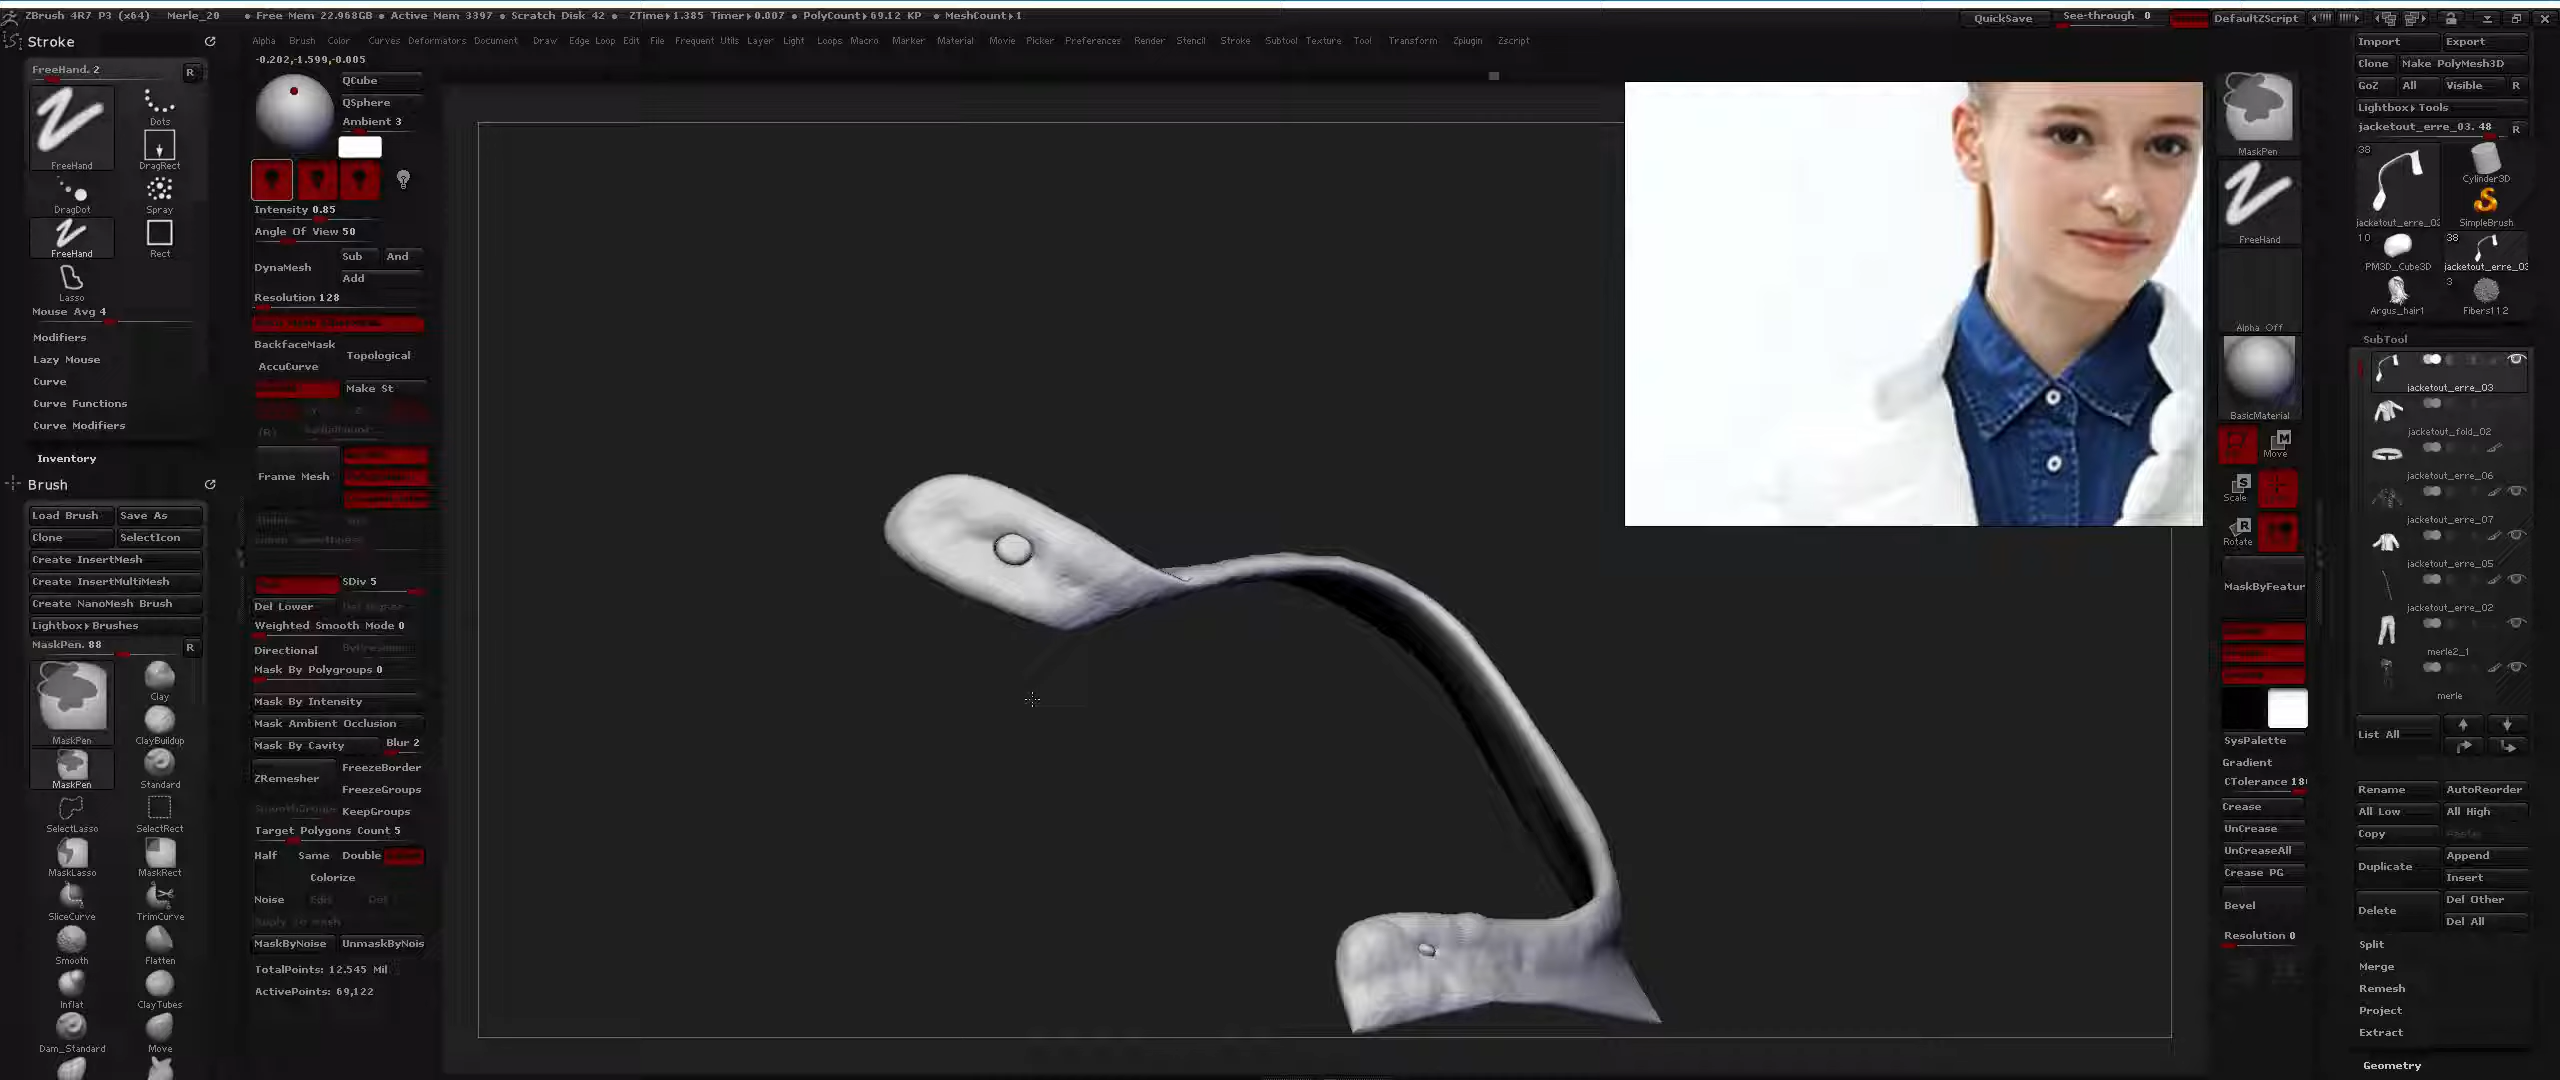 ZBrush 4R7 P3 (x64) Merle_20 • Free Mem 22.968GB • Active Mem 3397 • Scratch Disk 42 • ZTime▸1.385 Timer▸0.007 • PolyCount▸69.12 KP • MeshCount▸1
QuickSave See-through 0 DefaultZScript
Alpha Brush Color Curves Deformators Document Draw Edge Loop Edit File Frequent Utils Layer Light Loops Macro Marker Material Movie Picker Preferences Render Stencil Stroke Subtool Texture Tool Transform Zplugin Zscript
-0.202,-1.599,-0.005
Stroke
FreeHand. 2
R
FreeHand
Dots
DragRect
DragDot
Spray
FreeHand
Rect
Lasso
Mouse Avg 4
Modifiers
Lazy Mouse
Curve
Curve Functions
Curve Modifiers
Inventory
Brush
Load Brush Save As
Clone SelectIcon
Create InsertMesh
Create InsertMultiMesh
Create NanoMesh Brush
Lightbox▸Brushes
MaskPen. 88
R
MaskPen
Clay
ClayBuildup
MaskPen
Standard
SelectLasso
SelectRect
MaskLasso
MaskRect
SliceCurve
TrimCurve
Smooth
Flatten
Inflat
ClayTubes
Dam_Standard
Move
QCube
QSphere
Ambient 3
Intensity 0.85
Angle Of View 50
DynaMesh
Sub And
Add
Resolution 128
BackfaceMask
Topological
AccuCurve
Make St
Frame Mesh
SDiv 5
Del Lower
Weighted Smooth Mode 0
Directional
Mask By Polygroups 0
Mask By Intensity
Mask Ambient Occlusion
Mask By Cavity Blur 2
ZRemesher
FreezeBorder
FreezeGroups
KeepGroups
Target Polygons Count 5
Half Same Double
Colorize
Noise Edit
MaskByNoise UnmaskByNois
TotalPoints: 12.545 Mil
ActivePoints: 69,122
MaskPen
FreeHand
Alpha Off
BasicMaterial
Move
Scale
Rotate
MaskByFeatur
SysPalette
Gradient
CTolerance 18
Crease
UnCrease
UnCreaseAll
Crease PG
Bevel
Resolution 0
Import Export
Clone Make PolyMesh3D
GoZ All Visible R
Lightbox▸Tools
jacketout_erre_03. 48
R
38
jacketout_erre_03
Cylinder3D
SimpleBrush
10
PM3D_Cube3D
38
jacketout_erre_03
Argus_hair1
3
Fibers112
SubTool
jacketout_erre_03
jacketout_fold_02
jacketout_erre_06
jacketout_erre_07
jacketout_erre_05
jacketout_erre_02
merle2_1
merle
List All
Rename AutoReorder
All Low All High
Copy
Duplicate Append
Insert
Delete Del Other
Del All
Split
Merge
Remesh
Project
Extract
Geometry